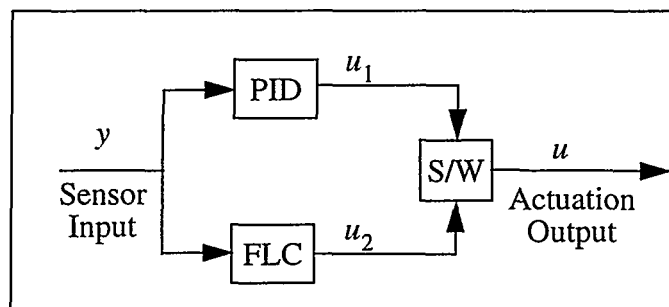 u1
PID
y
S/W
u
Sensor
Input
Actuation
Output
u2
FLC